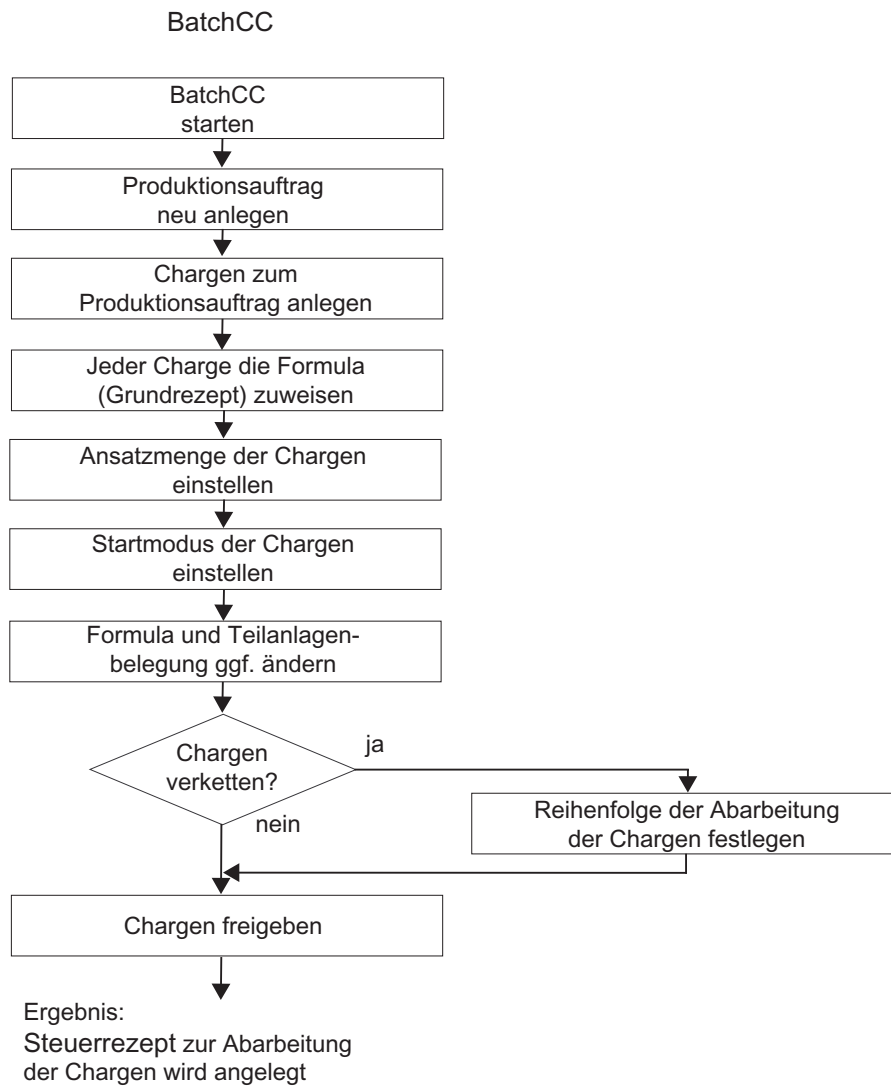 BatchCC
BatchCC
starten
Produktionsauftrag
neu anlegen
Chargen zum
Produktionsauftrag anlegen
Jeder Charge die Formula
(Grundrezept) zuweisen
Ansatzmenge der Chargen
einstellen
Startmodus der Chargen
einstellen
Formula und Teilanlagen-
belegung ggf. ändern
Chargen
verketten?
ja
nein
Reihenfolge der Abarbeitung
der Chargen festlegen
Chargen freigeben
Ergebnis:
Steuerrezept zur Abarbeitung
der Chargen wird angelegt